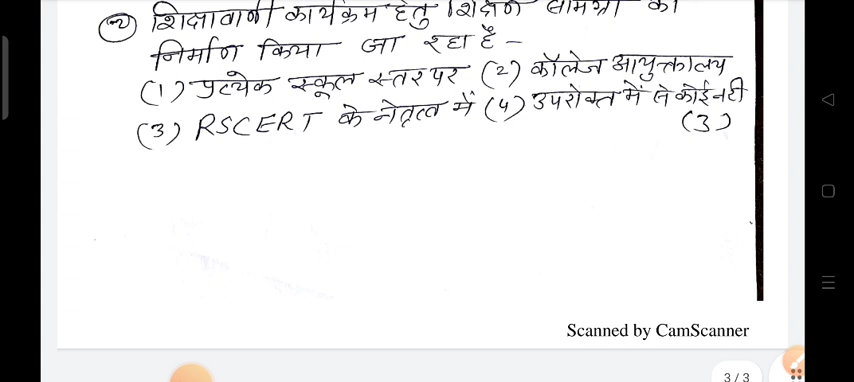 (2) शिक्षावाणी कार्यक्रम हेतु शिक्षण सामग्री का
निर्माण किया जा रहा है -
(1) प्रत्येक स्कूल स्तर पर (2) कॉलेज आयुक्तालय
(3) RSCERT के नेतृत्व में (4) उपरोक्त में से कोई नही
(3)
Scanned by CamScanner
3 / 3